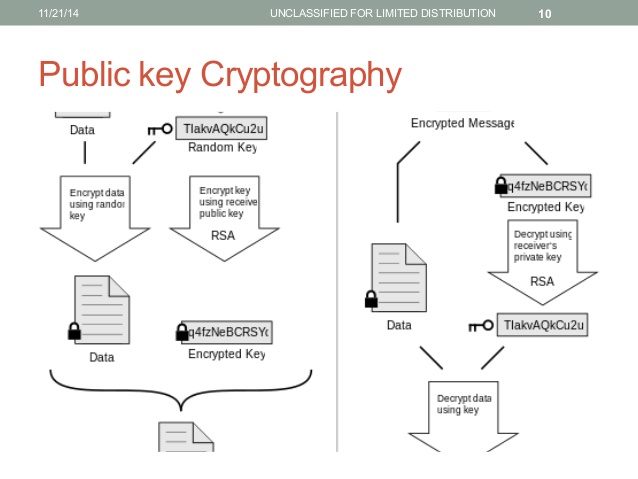 11/21/14 UNCLASSIFIED FOR LIMITED DISTRIBUTION 10
Public key Cryptography
Data
TIakvAQkCu2u
Random Key
Encrypt data
using randor
key
Encrypt key
using receive
public key
RSA
Data
q4fzNeBCRSYc
Encrypted Key
Encrypted Message
q4fzNeBCRSYc
Encrypted Key
Decrypt using
receiver's
private key
RSA
Data
TIakvAQkCu2u
Decrypt data
using key